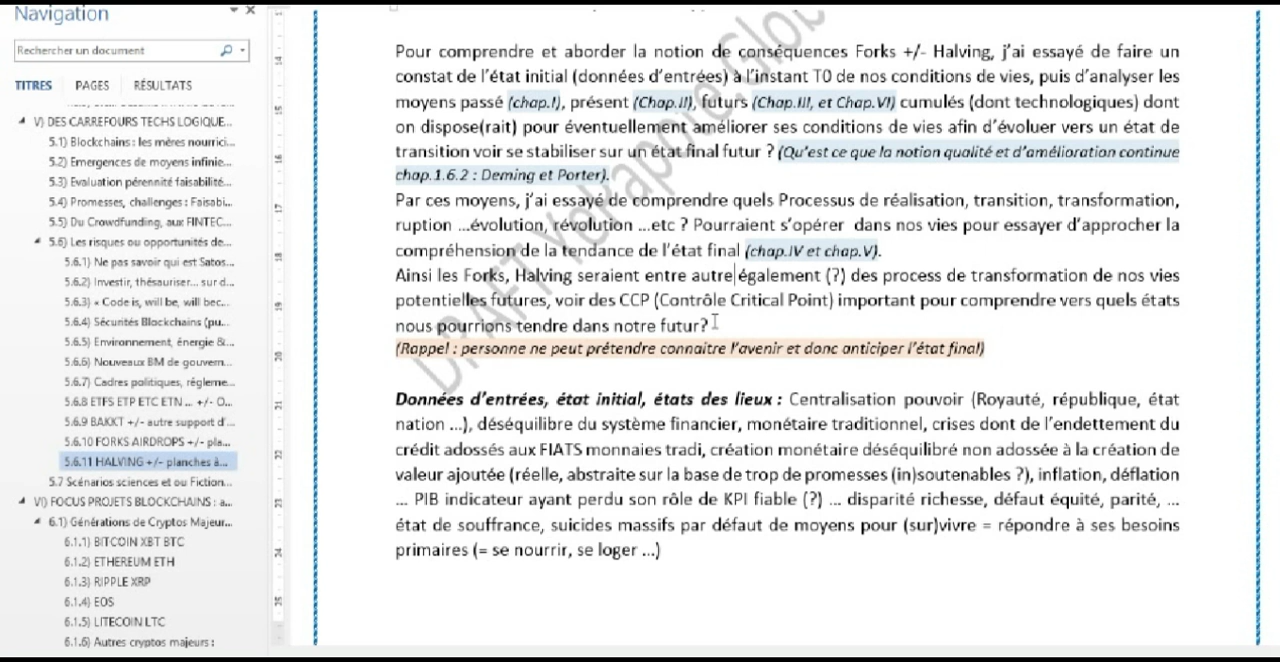 Navigation
Rechercher un document
TITRES PAGES RÉSULTATS
V) DES CARREFOURS TECHS LOGIQUE...
5.1) Blockchains : les mères nourrici...
5.2) Emergences de moyens infinie...
5.3) Evaluation pérennité faisabilité...
5.4) Promesses, challenges : Faisabi...
5.5) Du Crowdfunding, aux FINTEC...
5.6) Les risques ou opportunités de...
5.6.1) Ne pas savoir qui est Satos...
5.6.2) Investir, thésauriser... sur d...
5.6.3) « Code is, will be, will bec...
5.6.4) Sécurités Blockchains (pu...
5.6.5) Environnement, énergie &...
5.6.6) Nouveaux BM de gouvern...
5.6.7) Cadres politiques, régleme...
5.6.8 ETFS ETP ETC ETN ... +/- O...
5.6.9 BAKKT +/- autre support d'...
5.6.10 FORKS AIRDROPS +/- pla...
5.6.11 HALVING +/- planches à...
5.7 Scénarios sciences et ou Fiction...
VI) FOCUS PROJETS BLOCKCHAINS : a...
6.1) Générations de Cryptos Majeur...
6.1.1) BITCOIN XBT BTC
6.1.2) ETHEREUM ETH
6.1.3) RIPPLE XRP
6.1.4) EOS
6.1.5) LITECOIN LTC
6.1.6) Autres cryptos majeurs :
Pour comprendre et aborder la notion de conséquences Forks +/- Halving, j'ai essayé de faire un
constat de l'état initial (données d'entrées) à l'instant T0 de nos conditions de vies, puis d'analyser les
moyens passé (chap.I), présent (Chap.II), futurs (Chap.III, et Chap.VI) cumulés (dont technologiques) dont
on dispose(rait) pour éventuellement améliorer ses conditions de vies afin d'évoluer vers un état de
transition voir se stabiliser sur un état final futur ? (Qu'est ce que la notion qualité et d'amélioration continue
chap.1.6.2 : Deming et Porter).
Par ces moyens, j'ai essayé de comprendre quels Processus de réalisation, transition, transformation,
ruption ...évolution, révolution ...etc ? Pourraient s'opérer dans nos vies pour essayer d'approcher la
compréhension de la tendance de l'état final (chap.IV et chap.V).
Ainsi les Forks, Halving seraient entre autre également (?) des process de transformation de nos vies
potentielles futures, voir des CCP (Contrôle Critical Point) important pour comprendre vers quels états
nous pourrions tendre dans notre futur?
(Rappel : personne ne peut prétendre connaitre l'avenir et donc anticiper l'état final)
Données d'entrées, état initial, états des lieux : Centralisation pouvoir (Royauté, république, état
nation ...), déséquilibre du système financier, monétaire traditionnel, crises dont de l'endettement du
crédit adossés aux FIATS monnaies tradi, création monétaire déséquilibré non adossée à la création de
valeur ajoutée (réelle, abstraite sur la base de trop de promesses (in)soutenables ?), inflation, déflation
... PIB indicateur ayant perdu son rôle de KPI fiable (?) ... disparité richesse, défaut équité, parité, ...
état de souffrance, suicides massifs par défaut de moyens pour (sur)vivre = répondre à ses besoins
primaires (= se nourrir, se loger ...)